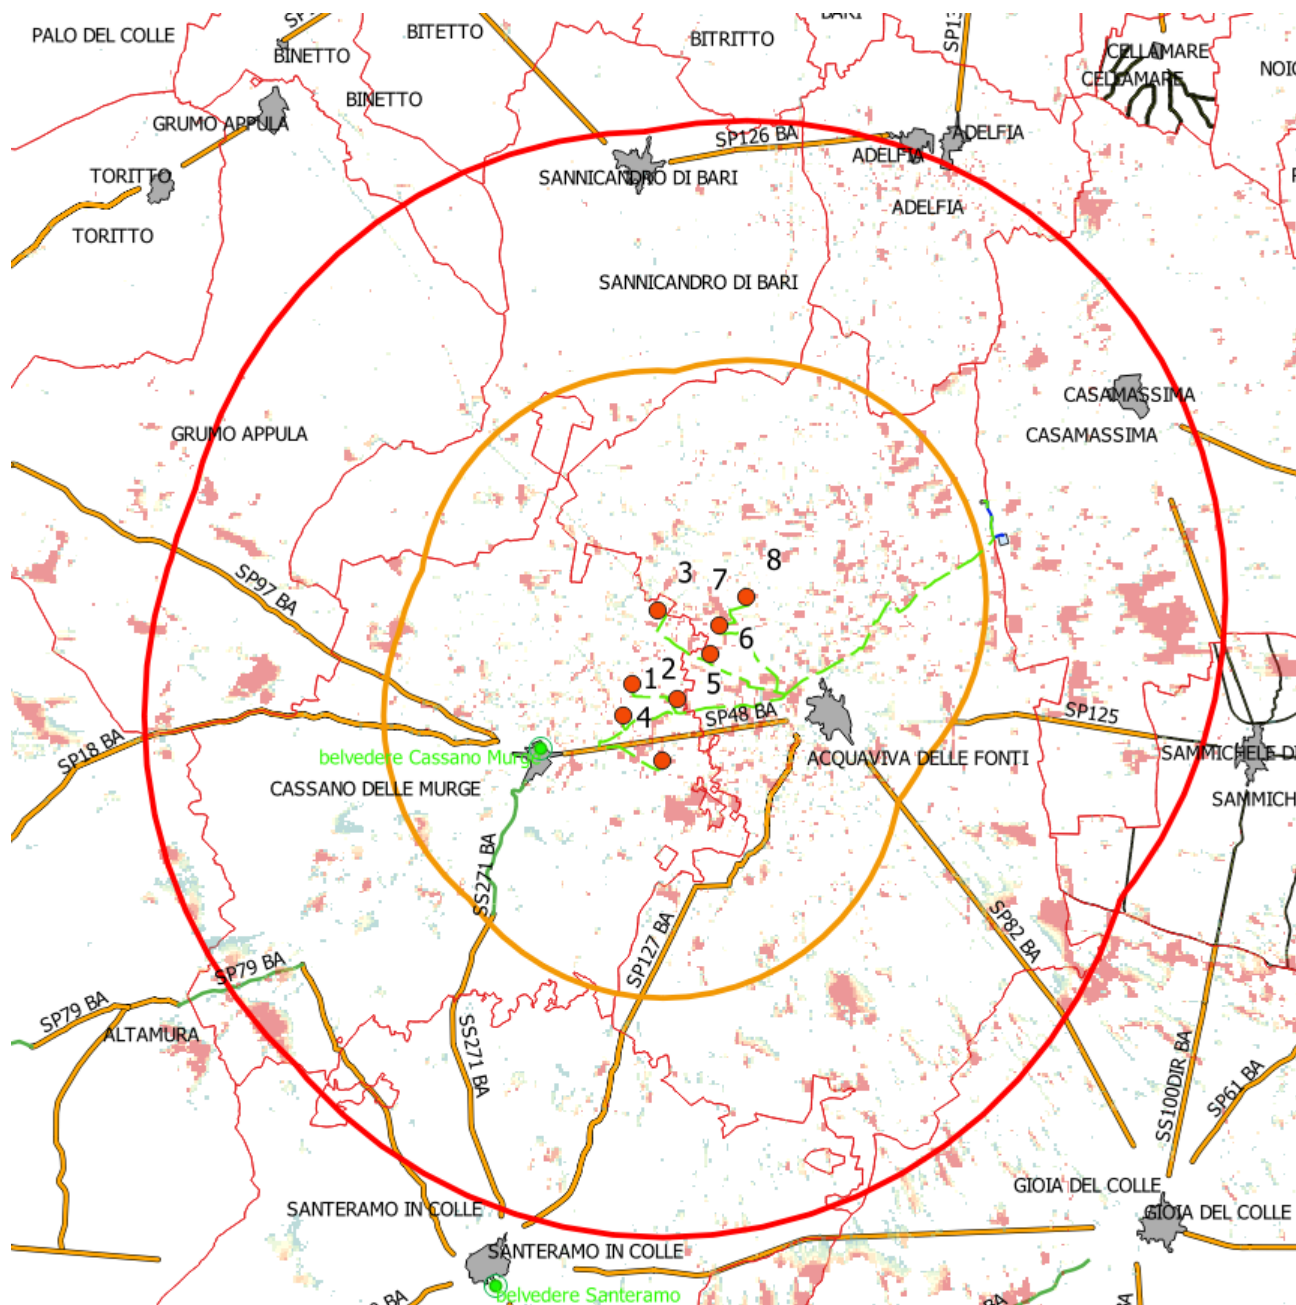 PALO DEL COLLE
BITETTO
BITRITTO
BINETTO
CELLAMARE
CELLAMARE
BINETTO
GRUMO APPULA
SP126 BA
ADELFIA
ADELFIA
TORITTO
SANNICANDRO DI BARI
ADELFIA
TORITTO
SANNICANDRO DI BARI
CASAMASSIMA
GRUMO APPULA
CASAMASSIMA
8
3
7
SP97 BA
6
2
1
5
4
SP48 BA
SP125
SP18 BA
belvedere Cassano Murge
ACQUAVIVA DELLE FONTI
SAMMICHELE DI
CASSANO DELLE MURGE
SAMMICH
SS271 BA
SP82 BA
SP127 BA
SP79 BA
SP79 BA
ALTAMURA
SS271 BA
SS100DIR BA
SP61 BA
GIOIA DEL COLLE
SANTERAMO IN COLLE
GIOIA DEL COLLE
SANTERAMO IN COLLE
belvedere Santeramo